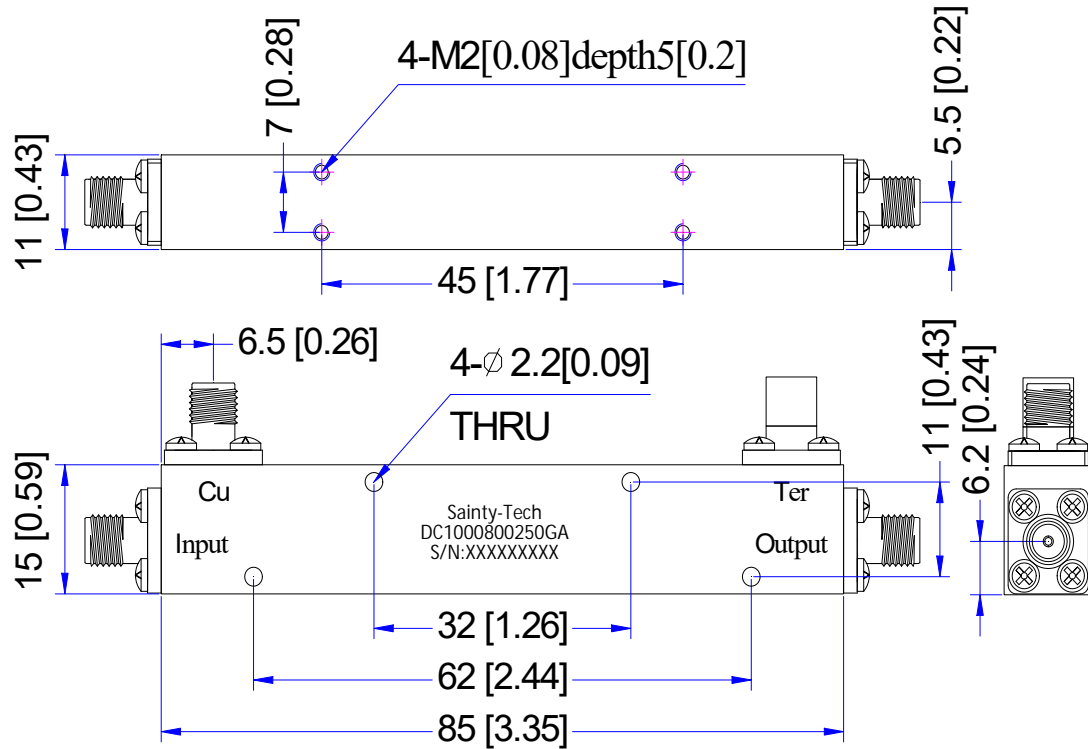 4-M2[0.08]depth5[0.2]
7 [0.28]
5.5 [0.22]
11 [0.43]
45 [1.77]
6.5 [0.26]
4-∅ 2.2[0.09]
THRU
11 [0.43]
6.2 [0.24]
15 [0.59]
Cu
Ter
Input
Output
Sainty-Tech
DC1000800250GA
S/N:XXXXXXXXX
32 [1.26]
62 [2.44]
85 [3.35]